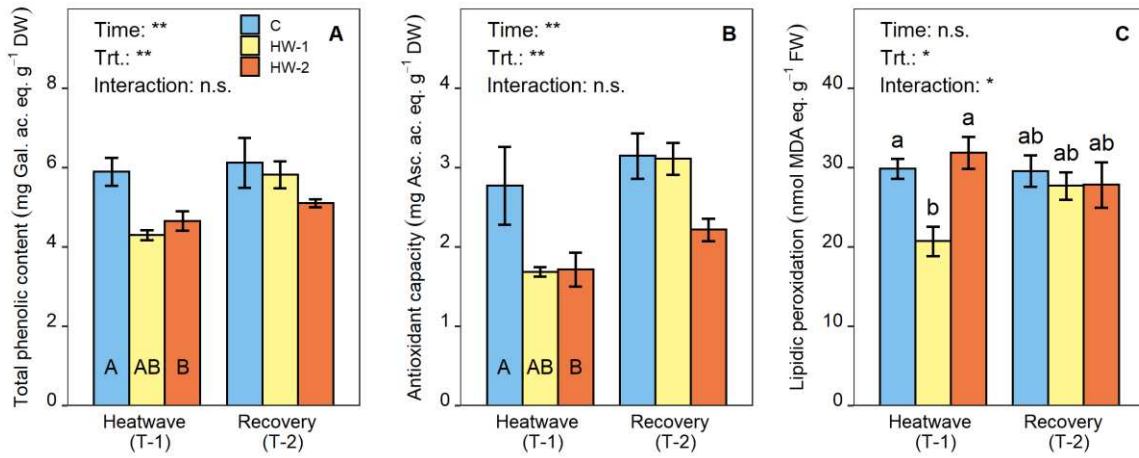 Total phenolic content (mg Gal. ac. eq. g⁻¹ DW)
8
6
4
2
0
Time: **
Trt.: **
Interaction: n.s.
C
HW-1
HW-2
A
A
AB
B
Heatwave
(T-1)
Recovery
(T-2)
Antioxidant capacity (mg Asc. ac. eq. g⁻¹ DW)
4
3
2
1
0
Time: **
Trt.: **
Interaction: n.s.
B
A
AB
B
Heatwave
(T-1)
Recovery
(T-2)
Lipidic peroxidation (nmol MDA eq. g⁻¹ FW)
40
30
20
10
0
Time: n.s.
Trt.: *
Interaction: *
C
a
b
a
ab
ab
ab
Heatwave
(T-1)
Recovery
(T-2)